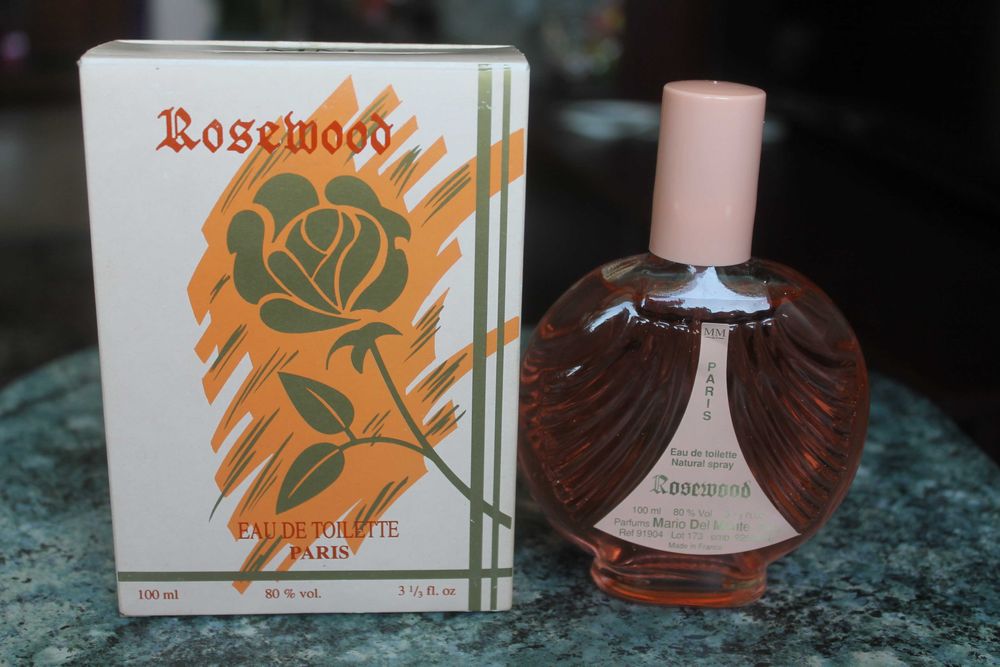 Rosewood
EAU DE TOILETTE
PARIS
100 ml 80 % vol. 3 1/3 fl. oz
MM
PARIS
Eau de toilette
Natural spray
Rosewood
100 ml 80 % Vol
Parfums Mario Del Monte
Ref 91904 Lot 173
Made in France